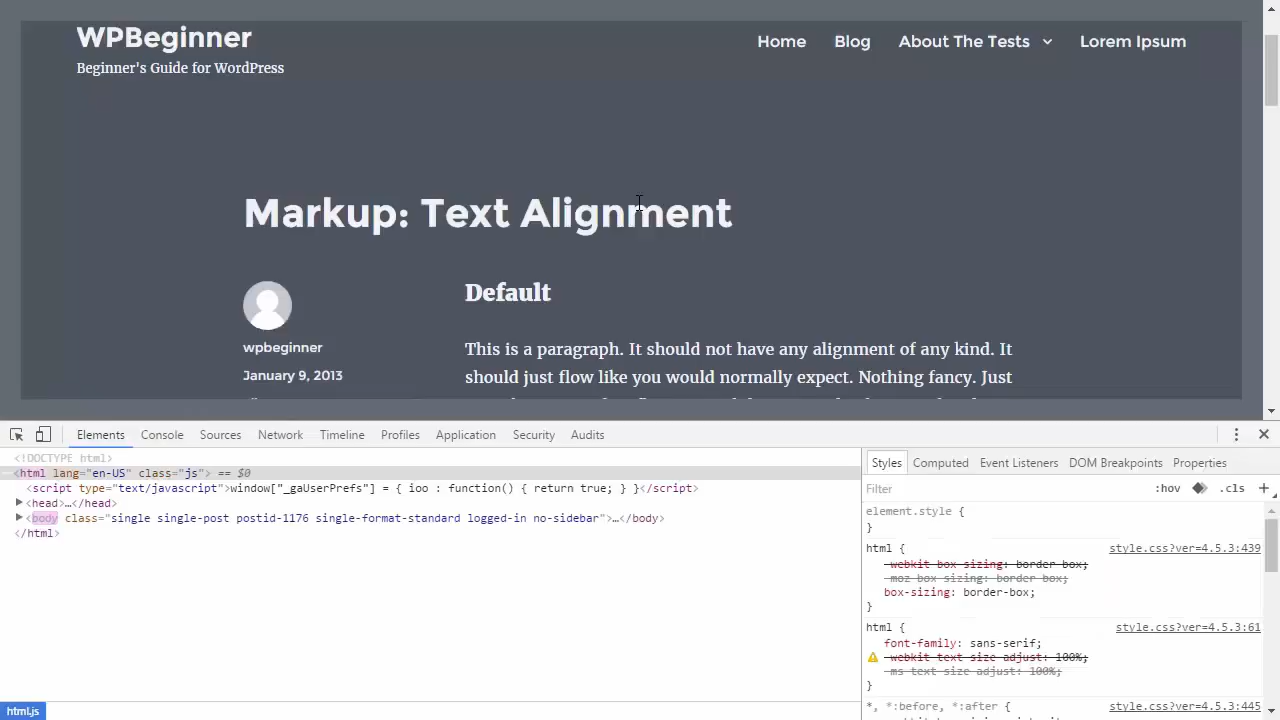 WPBeginner
Home Blog About The Tests Lorem Ipsum
Beginner's Guide for WordPress
Markup: Text Alignment
Default
wpbeginner
This is a paragraph. It should not have any alignment of any kind. It
January 9, 2013
should just flow like you would normally expect. Nothing fancy. Just
Elements Console Sources Network Timeline Profiles Application Security Audits
<!DOCTYPE html>
<html lang="en-US" class="js"> == $0
<script type="text/javascript">window["_gaUserPrefs"] = { ioo : function() { return true; } }</script>
<head>…</head>
<body class="single single-post postid-1176 single-format-standard logged-in no-sidebar">…</body>
</html>
html.js
Styles Computed Event Listeners DOM Breakpoints Properties
Filter :hov .cls +
element.style {
}
html { style.css?ver=4.5.3:439
-webkit-box-sizing: border-box;
-moz-box-sizing: border-box;
box-sizing: border-box;
}
html { style.css?ver=4.5.3:61
font-family: sans-serif;
-webkit-text-size-adjust: 100%;
-ms-text-size-adjust: 100%;
}
*, *:before, *:after { style.css?ver=4.5.3:445